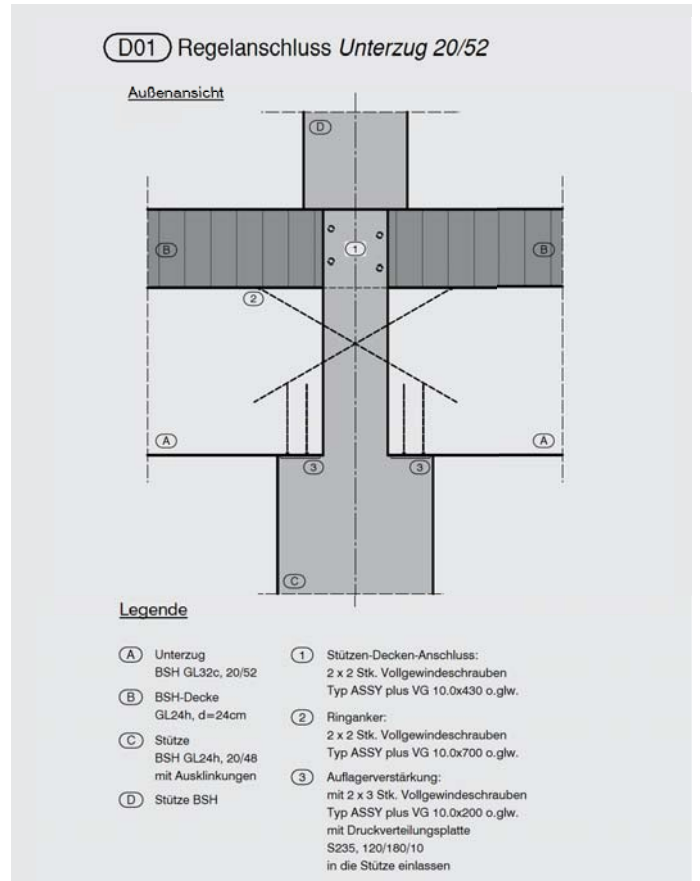 D01 Regelanschluss Unterzug 20/52
Außenansicht
D
B
1
B
2
A
A
3
3
C
Legende
A Unterzug
BSH GL32c, 20/52
B BSH-Decke
GL24h, d=24cm
C Stütze
BSH GL24h, 20/48
mit Ausklinkungen
D Stütze BSH
1 Stützen-Decken-Anschluss:
2 x 2 Stk. Vollgewindeschrauben
Typ ASSY plus VG 10.0x430 o.glw.
2 Ringanker:
2 x 2 Stk. Vollgewindeschrauben
Typ ASSY plus VG 10.0x700 o.glw.
3 Auflagerverstärkung:
mit 2 x 3 Stk. Vollgewindeschrauben
Typ ASSY plus VG 10.0x200 o.glw.
mit Druckverteilungsplatte
S235, 120/180/10
in die Stütze einlassen